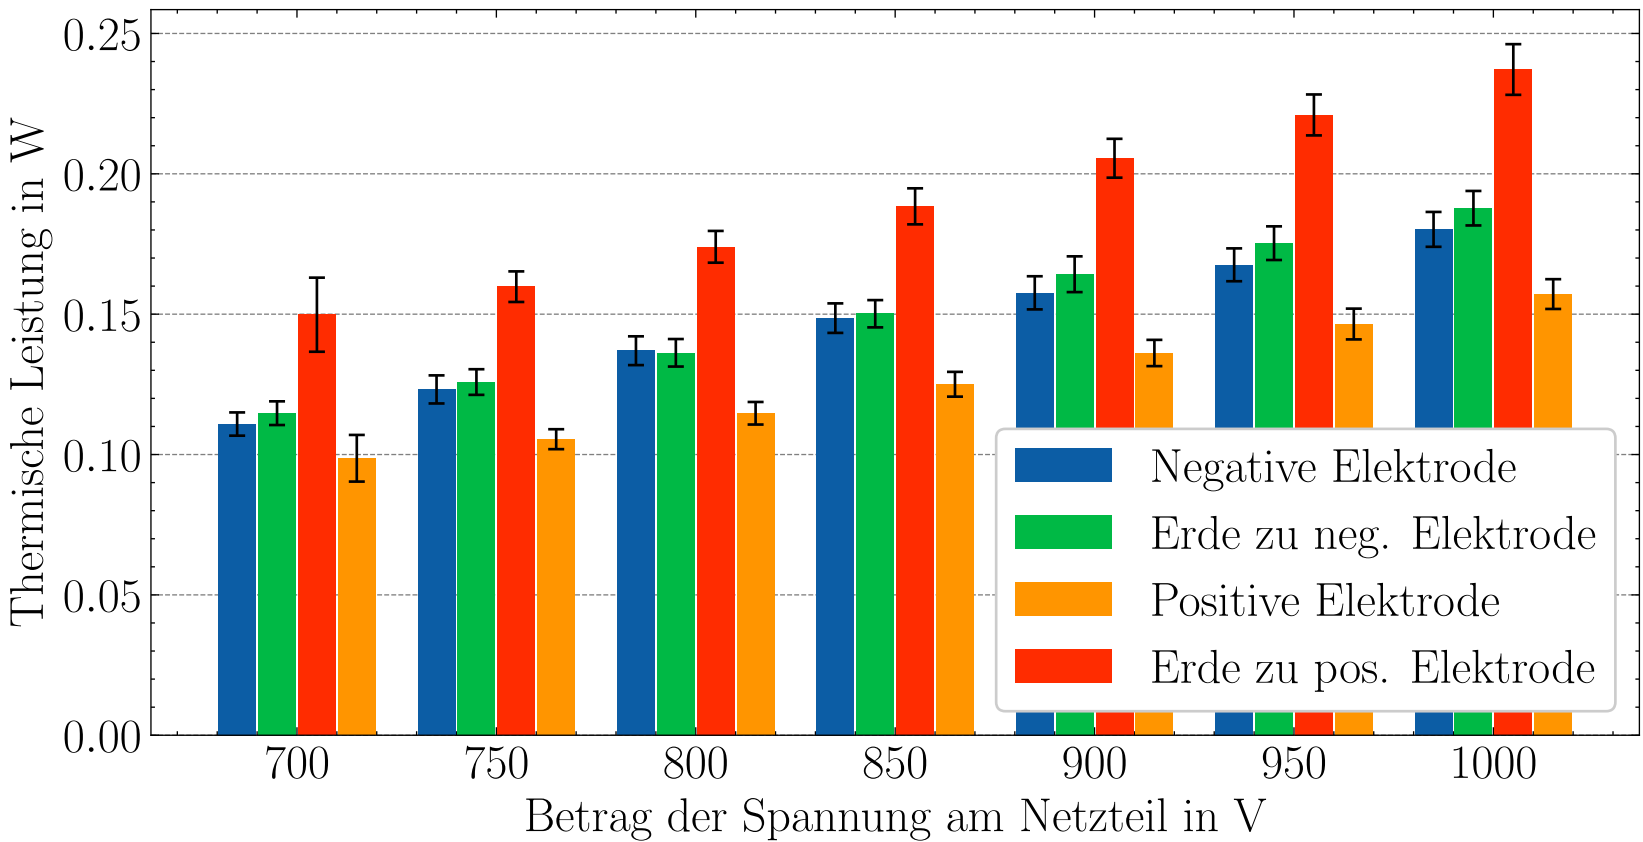 Thermische Leistung in W
0.25
0.20
0.15
0.10
0.05
0.00
Negative Elektrode
Erde zu neg. Elektrode
Positive Elektrode
Erde zu pos. Elektrode
700 750 800 850 900 950 1000
Betrag der Spannung am Netzteil in V